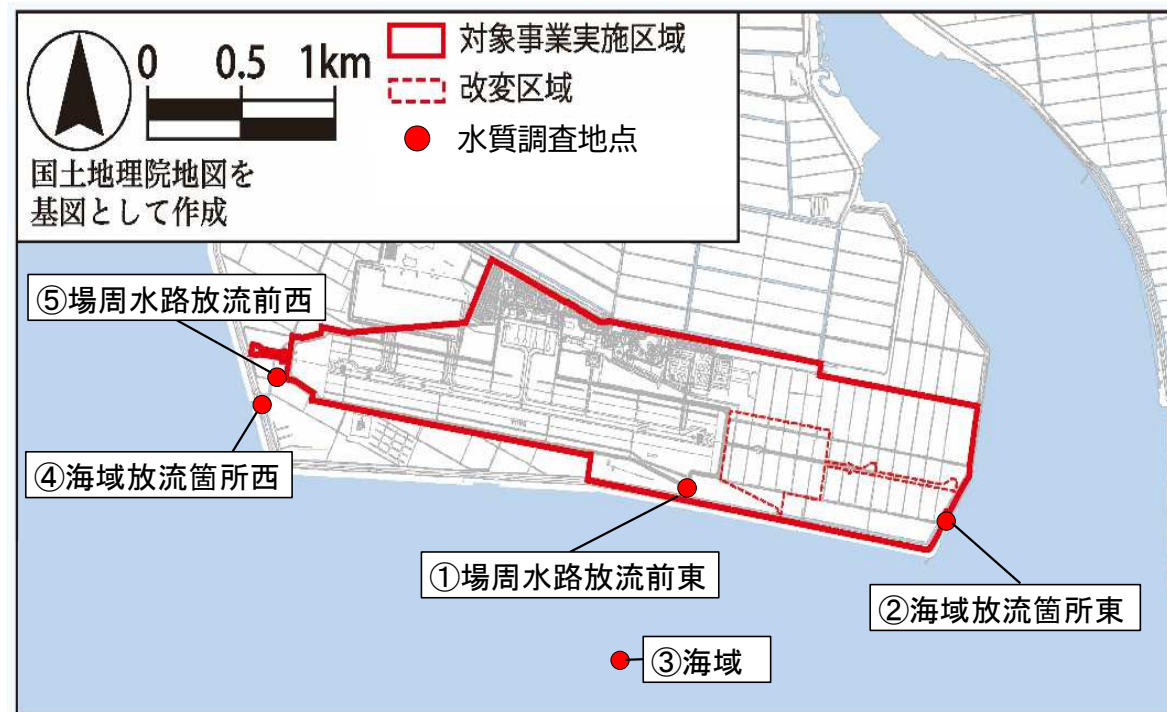 0 0.5 1km
国土地理院地図を
基図として作成
対象事業実施区域
改変区域
水質調査地点
⑤場周水路放流前西
④海域放流箇所西
①場周水路放流前東
②海域放流箇所東
③海域